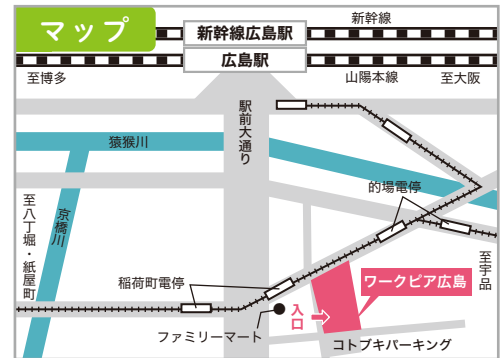 マップ
新幹線広島駅
新幹線
広島駅
至博多
山陽本線
至大阪
駅前大通り
猿猴川
的場電停
至八丁堀・紙屋町
京橋川
至宇品
稲荷町電停
ワークピア広島
入口
ファミリーマート
コトブキパーキング